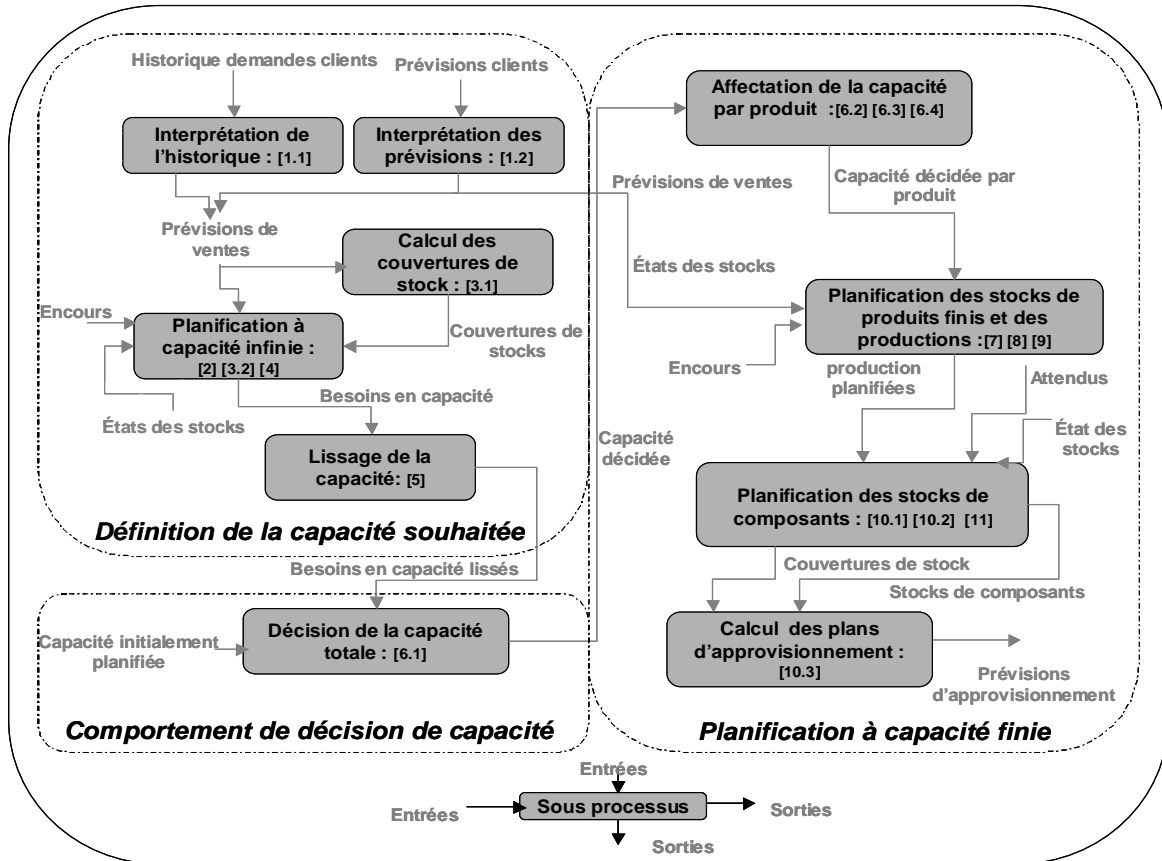 Historique demandes clients
Prévisions clients
Interprétation de
l'historique : [1.1]
Interprétation des
prévisions : [1.2]
Prévisions de
ventes
Calcul des
couvertures de
stock : [3.1]
Encours
Planification à
capacité infinie :
[2] [3.2] [4]
Couvertures de
stocks
États des stocks
Besoins en capacité
Lissage de la
capacité: [5]
Définition de la capacité souhaitée
Besoins en capacité lissés
Capacité initialement
planifiée
Décision de la capacité
totale : [6.1]
Comportement de décision de capacité
Capacité
décidée
Affectation de la capacité
par produit :[6.2] [6.3] [6.4]
Prévisions de ventes
Capacité décidée par
produit
États des stocks
Planification des stocks de
produits finis et des
productions : [7] [8] [9]
Encours
production
planifiées
Attendus
État des
stocks
Planification des stocks de
composants : [10.1] [10.2] [11]
Couvertures de stock
Stocks de composants
Calcul des plans
d'approvisionnement :
[10.3]
Prévisions
d'approvisionnement
Planification à capacité finie
Entrées
Entrées
Sous processus
Sorties
Sorties